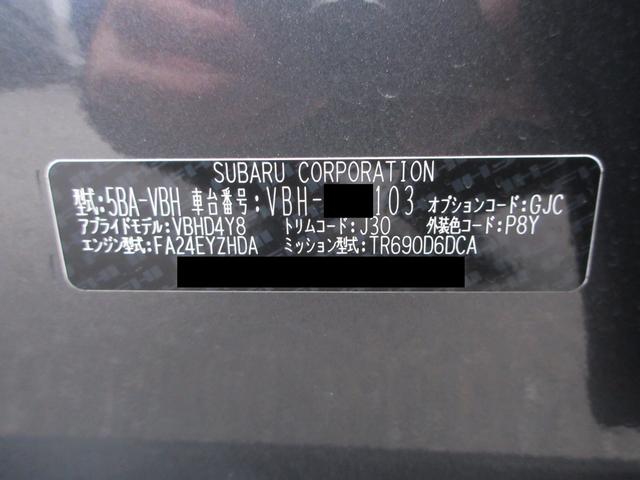 SUBARU CORPORATION
型式:5BA-VBH 車台番号:VBH- 103 オプションコード:GJC
アプライドモデル:VBHD4Y8 トリムコード:J30 外装色コード:P8Y
エンジン型式:FA24EYZHDA ミッション型式:TR690D6DCA